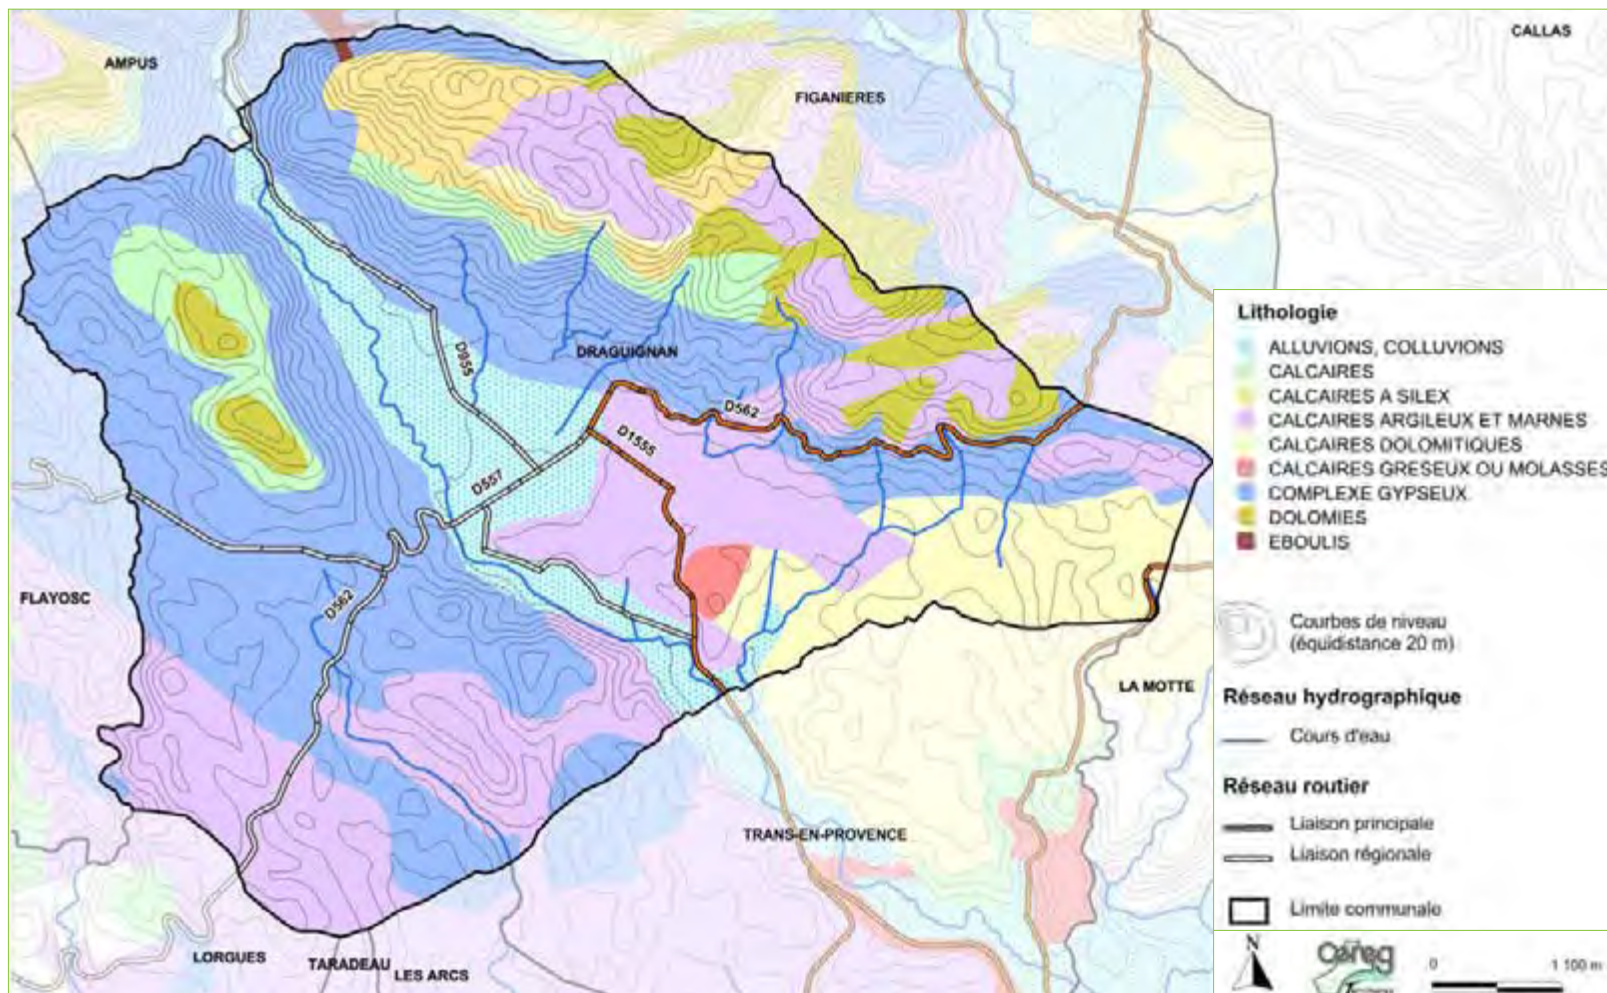 CALLAS
AMPUS
FIGANIERES
DRAGUIGNAN
D955
D562
D1555
D557
D562
FLAYOSC
LA MOTTE
TRANS-EN-PROVENCE
LORGUES
TARADEAU
LES ARCS
Lithologie
ALLUVIONS, COLLUVIONS
CALCAIRES
CALCAIRES A SILEX
CALCAIRES ARGILEUX ET MARNES
CALCAIRES DOLOMITIQUES
CALCAIRES GRESEUX OU MOLASSES
COMPLEXE GYPSEUX
DOLOMIES
EBOULIS
Courbes de niveau
(équidistance 20 m)
Réseau hydrographique
Cours d'eau
Réseau routier
Liaison principale
Liaison régionale
Limite communale
N
Cereg
0
1 100 m